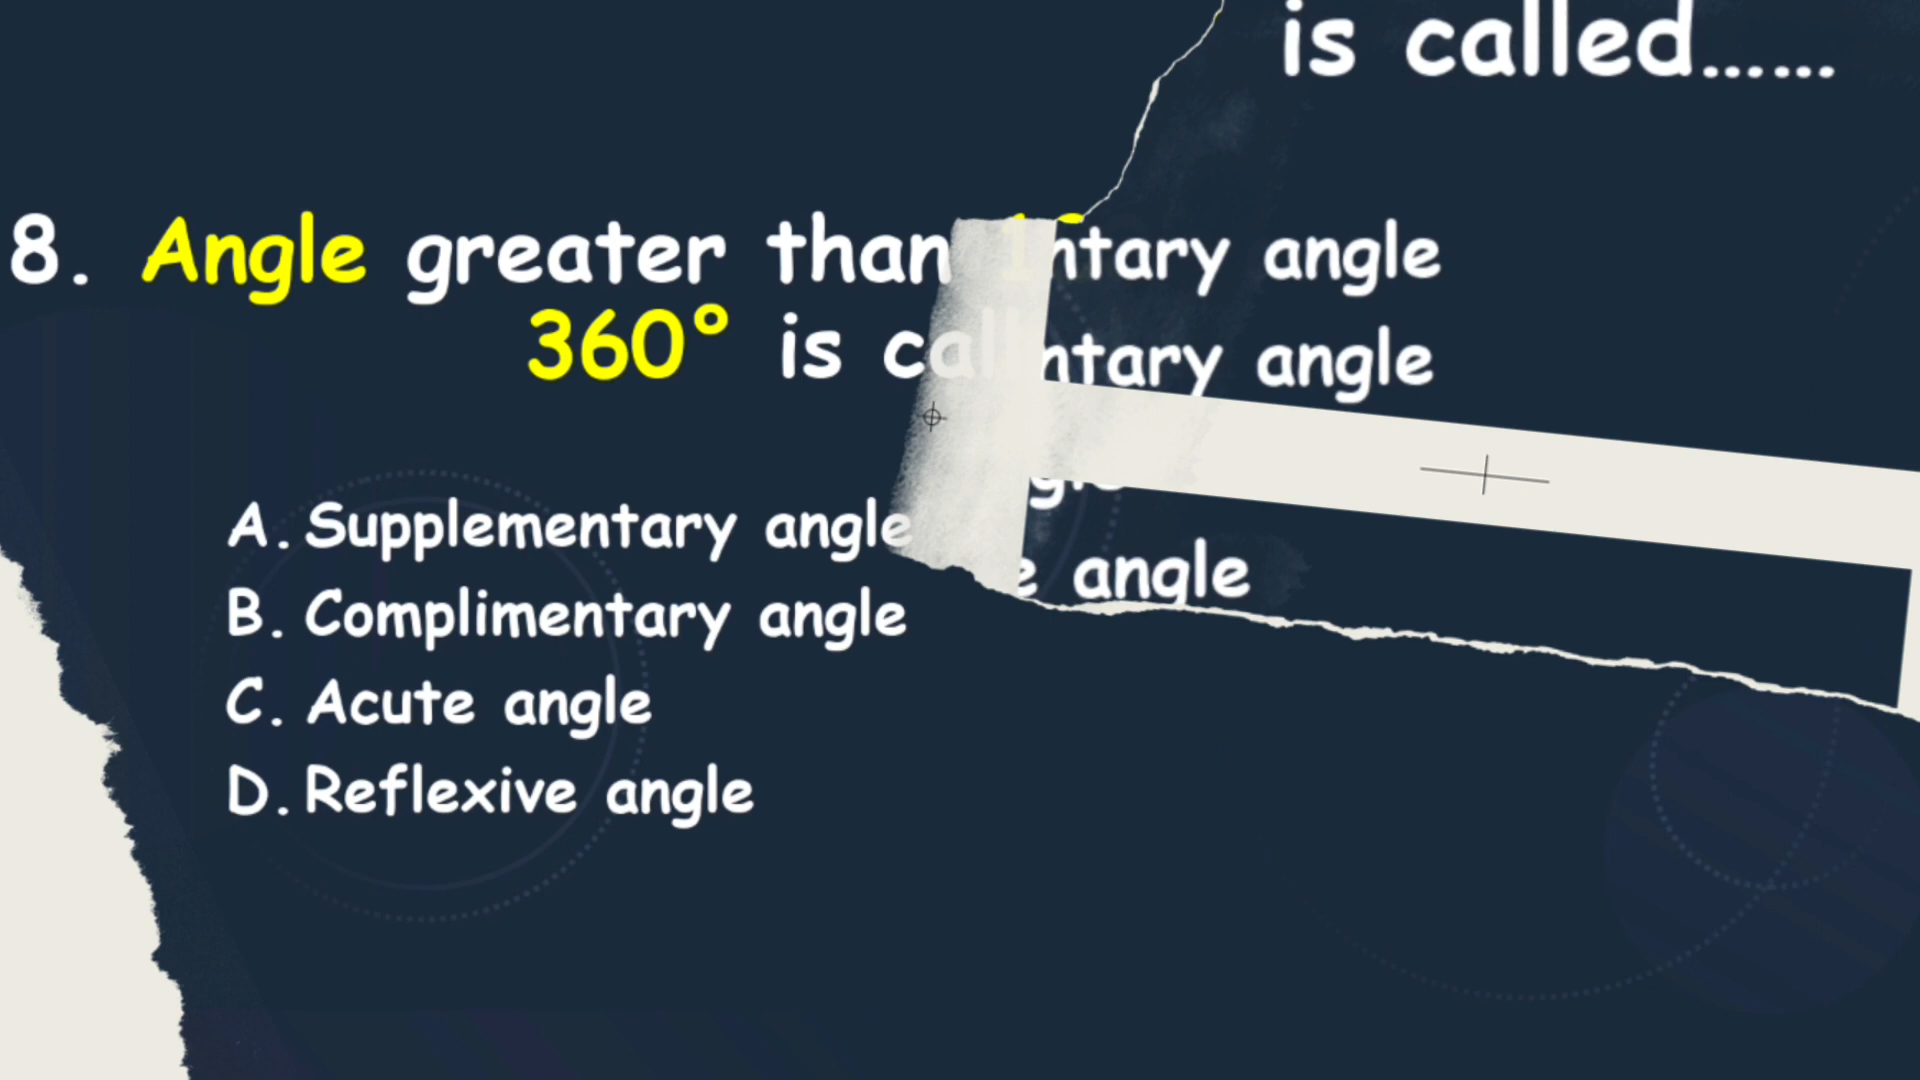 is called......
8. Angle greater than
360° is call
A. Supplementary angle
B. Complimentary angle
C. Acute angle
D. Reflexive angle
ntary angle
ntary angle
e angle